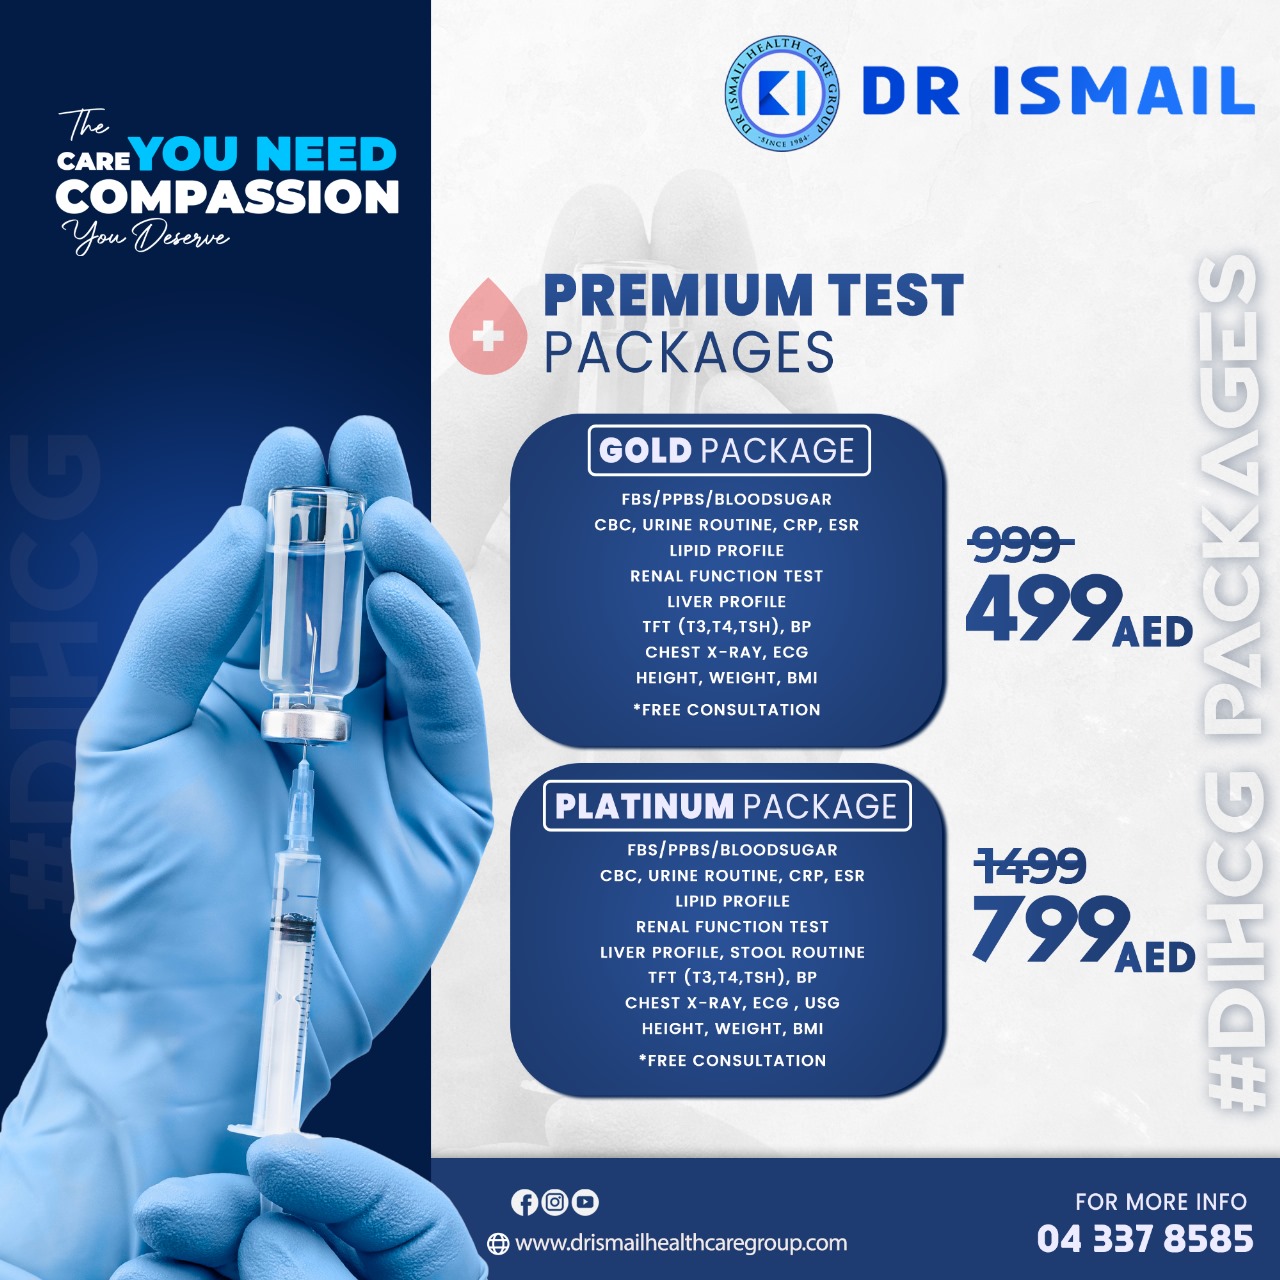 The
CARE YOU NEED
COMPASSION
You Deserve
DR ISMAIL HEALTH CARE GROUP
-SINCE 1984-
KI
DR ISMAIL
PREMIUM TEST
PACKAGES
GOLD PACKAGE
FBS/PPBS/BLOODSUGAR
CBC, URINE ROUTINE, CRP, ESR
LIPID PROFILE
RENAL FUNCTION TEST
LIVER PROFILE
TFT (T3,T4,TSH), BP
CHEST X-RAY, ECG
HEIGHT, WEIGHT, BMI
*FREE CONSULTATION
999
499 AED
PLATINUM PACKAGE
FBS/PPBS/BLOODSUGAR
CBC, URINE ROUTINE, CRP, ESR
LIPID PROFILE
RENAL FUNCTION TEST
LIVER PROFILE, STOOL ROUTINE
TFT (T3,T4,TSH), BP
CHEST X-RAY, ECG , USG
HEIGHT, WEIGHT, BMI
*FREE CONSULTATION
1499
799 AED
#DIHCG
#DIHCG PACKAGES
www.drismailhealthcaregroup.com
FOR MORE INFO
04 337 8585